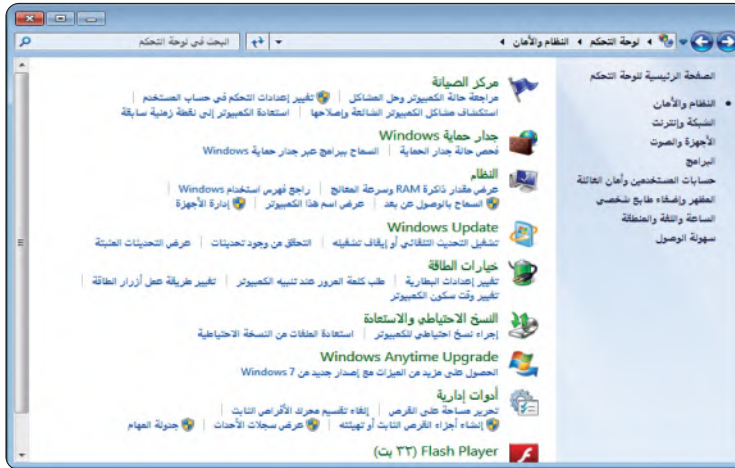 لوحة التحكم ◂ النظام والأمان ◂
البحث في لوحة التحكم
الصفحة الرئيسية للوحة التحكم
النظام والأمان
الشبكة وإنترنت
الأجهزة والصوت
البرامج
حسابات المستخدمين وأمان العائلة
المظهر وإضفاء طابع شخصي
الساعة واللغة والمنطقة
سهولة الوصول
مركز الصيانة
مراجعة حالة الكمبيوتر وحل المشاكل | تغيير إعدادات التحكم في حساب المستخدم
استكشاف مشاكل الكمبيوتر الشائعة وإصلاحها | استعادة الكمبيوتر إلى نقطة زمنية سابقة
جدار حماية Windows
فحص حالة جدار الحماية | السماح ببرامج عبر جدار حماية Windows
النظام
عرض مقدار ذاكرة RAM وسرعة المعالج | راجع فهرس استخدام Windows
السماح بالوصول عن بعد | عرض اسم هذا الكمبيوتر | إدارة الأجهزة
Windows Update
تشغيل التحديث التلقائي أو إيقاف تشغيله | التحقق من وجود تحديثات | عرض التحديثات المثبتة
خيارات الطاقة
تغيير إعدادات البطارية | طلب كلمة المرور عند تنبيه الكمبيوتر | تغيير طريقة عمل أزرار الطاقة
تغيير وقت سكون الكمبيوتر
النسخ الاحتياطي والاستعادة
إجراء نسخ احتياطي للكمبيوتر | استعادة الملفات من النسخة الاحتياطية
Windows Anytime Upgrade
الحصول على مزيد من الميزات مع إصدار جديد من Windows 7
أدوات إدارية
تحرير مساحة على القرص | إلغاء تقسيم محرك الأقراص الثابت
إنشاء أجزاء القرص الثابت أو تهيئته | عرض سجلات الأحداث | جدولة المهام
Flash Player (٣٢ بت)